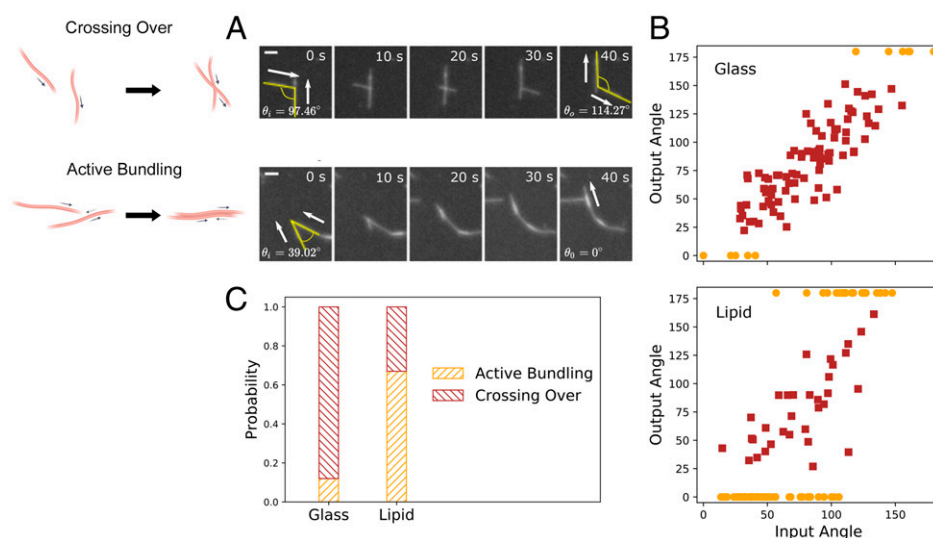 Crossing Over
Active Bundling
A
0 s
10 s
20 s
30 s
40 s
θᵢ = 97.46°
θₒ = 114.27°
0 s
10 s
20 s
30 s
40 s
θᵢ = 39.02°
θ₀ = 0°
B
Glass
Output Angle
175
150
125
100
75
50
25
0
Lipid
Output Angle
175
150
125
100
75
50
25
0
0 50 100 150
Input Angle
C
Probability
1.0
0.8
0.6
0.4
0.2
0.0
Glass Lipid
Active Bundling
Crossing Over